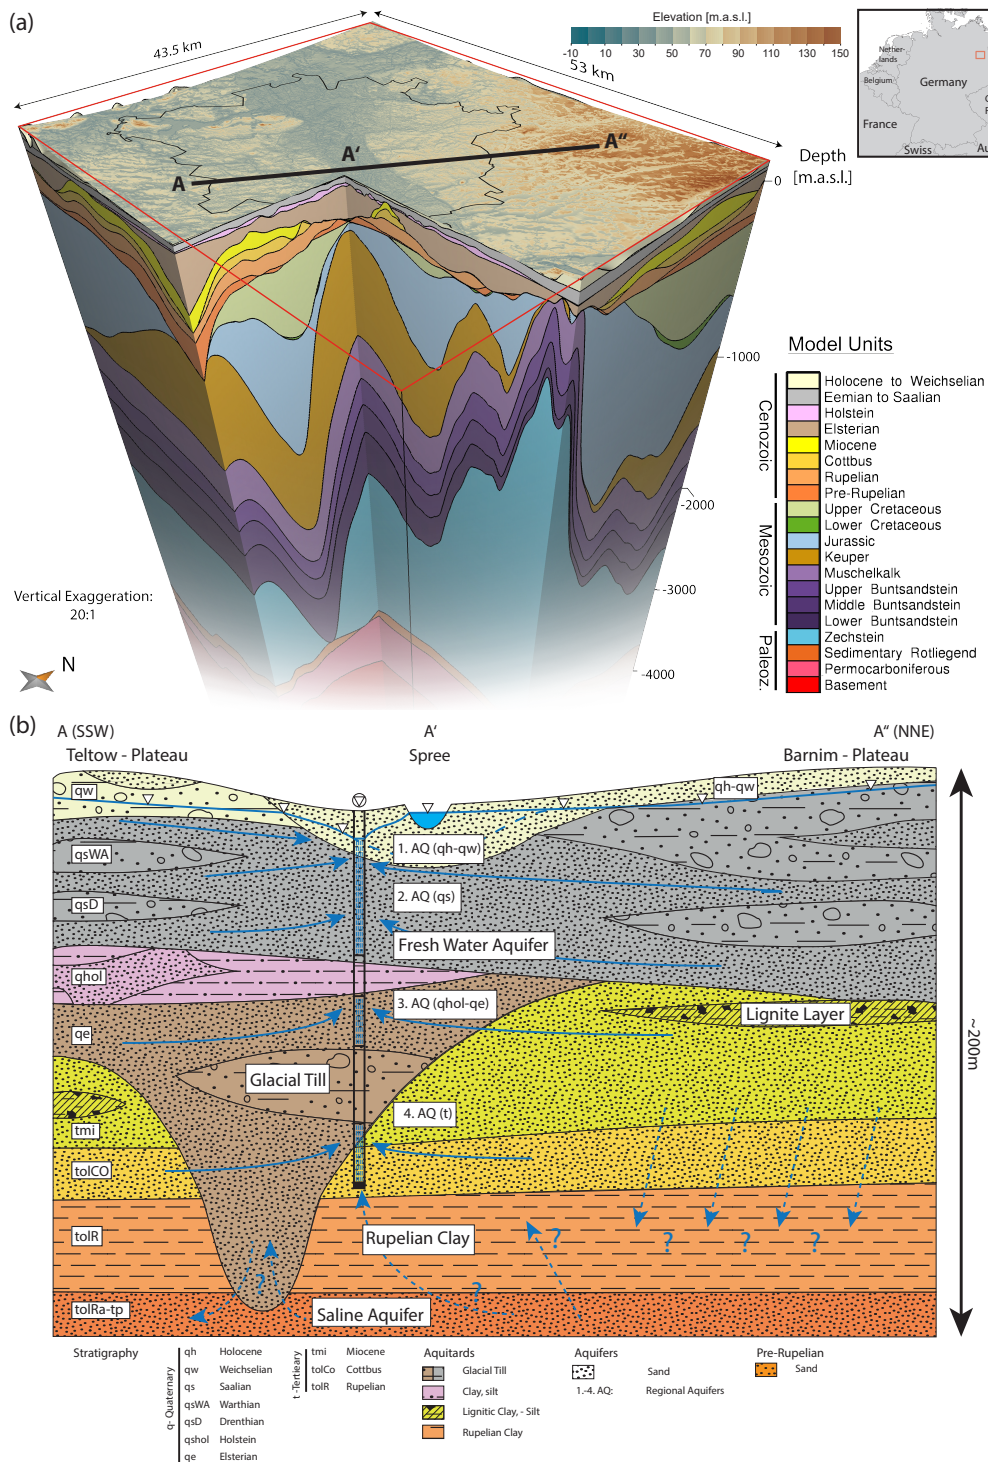 (a)
Elevation [m.a.s.l.]
-10 10 30 50 70 90 110 130 150
43.5 km
53 km
Nether-
lands
Belgium
Germany
France
Swiss
A
A'
A"
Depth
[m.a.s.l.]
0
-1000
-2000
-3000
-4000
Vertical Exaggeration:
20:1
N
Model Units
Cenozoic
Holocene to Weichselian
Eemian to Saalian
Holstein
Elsterian
Miocene
Cottbus
Rupelian
Pre-Rupelian
Mesozoic
Upper Cretaceous
Lower Cretaceous
Jurassic
Keuper
Muschelkalk
Upper Buntsandstein
Middle Buntsandstein
Lower Buntsandstein
Paleoz.
Zechstein
Sedimentary Rotliegend
Permocarboniferous
Basement
(b)
A (SSW) A' A" (NNE)
Teltow - Plateau Spree Barnim - Plateau
qw
qh-qw
qsWA
1. AQ (qh-qw)
qsD
2. AQ (qs)
Fresh Water Aquifer
qhol
3. AQ (qhol-qe)
Lignite Layer
qe
Glacial Till
4. AQ (t)
tmi
tolCO
tolR
Rupelian Clay
? ? ? ?
? ?
tolRa-tp
Saline Aquifer
~200m
Stratigraphy
q- Quaternary
qh Holocene
qw Weichselian
qs Saalian
qsWA Warthian
qsD Drenthian
qshol Holstein
qe Elsterian
t -Tertieary
tmi Miocene
tolCo Cottbus
tolR Rupelian
Aquitards
Glacial Till
Clay, silt
Lignitic Clay, - Silt
Rupelian Clay
Aquifers
Sand
1.-4. AQ: Regional Aquifers
Pre-Rupelian
Sand